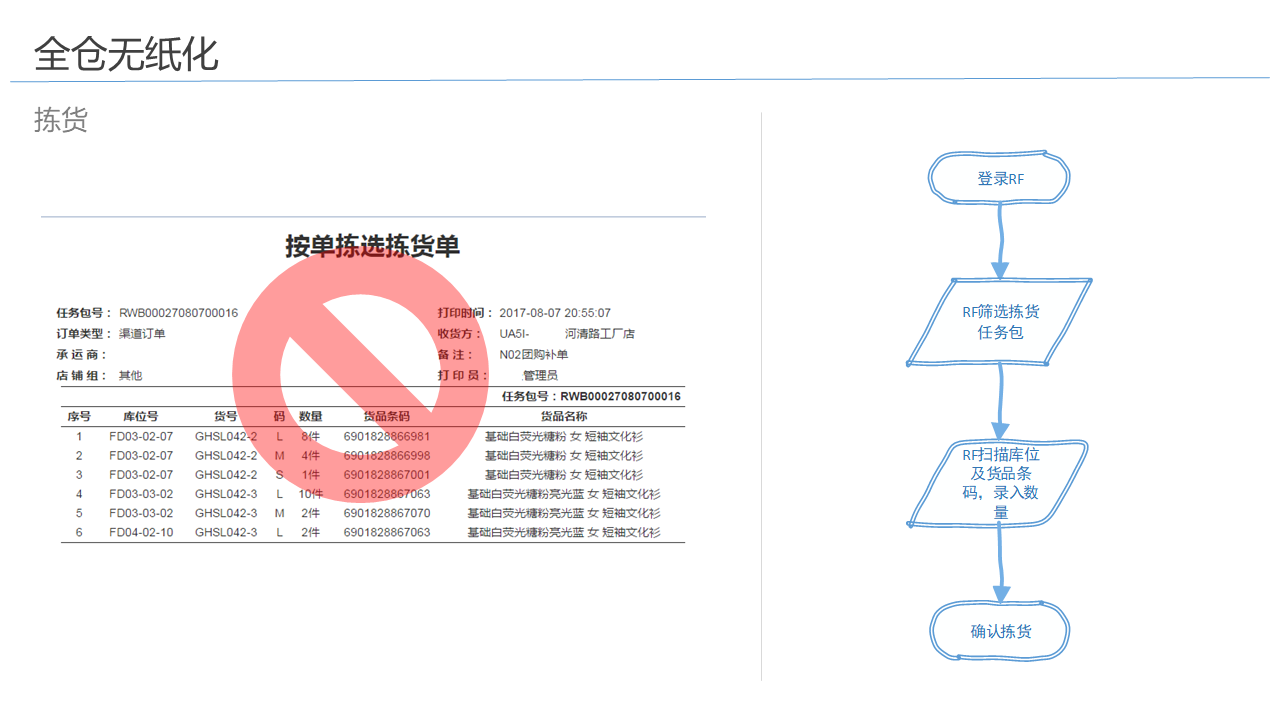 全仓无纸化
拣货
按单拣选拣货单
任务包号： RWB00027080700016 打印时间： 2017-08-07 20:55:07
订单类型： 渠道订单 收货方： UA5I- 河清路工厂店
承 运 商： 备 注： N02团购补单
店 铺 组： 其他 打 印 员： 管理员
任务包号：RWB00027080700016
序号 库位号 货号 码 数量 货品条码 货品名称
1 FD03-02-07 GHSL042-2 L 8件 6901828866981 基础白荧光糖粉 女 短袖文化衫
2 FD03-02-07 GHSL042-2 M 4件 6901828866998 基础白荧光糖粉 女 短袖文化衫
3 FD03-02-07 GHSL042-2 S 1件 6901828867001 基础白荧光糖粉 女 短袖文化衫
4 FD03-03-02 GHSL042-3 L 10件 6901828867063 基础白荧光糖粉亮光蓝 女 短袖文化衫
5 FD03-03-02 GHSL042-3 M 2件 6901828867070 基础白荧光糖粉亮光蓝 女 短袖文化衫
6 FD04-02-10 GHSL042-3 L 2件 6901828867063 基础白荧光糖粉亮光蓝 女 短袖文化衫
登录RF
RF筛选拣货
任务包
RF扫描库位
及货品条
码，录入数
量
确认拣货